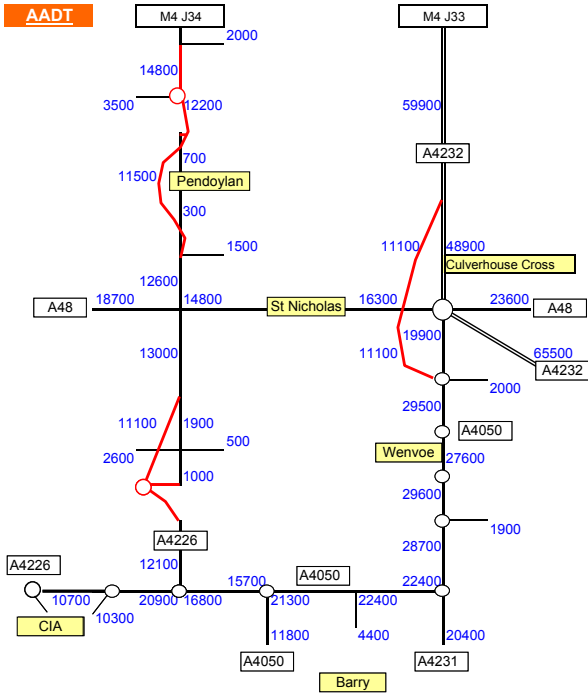 AADT
M4 J34
M4 J33
2000
14800
3500
12200
59900
A4232
700
11500
Pendoylan
300
1500
11100
48900
Culverhouse Cross
12600
A48
18700
14800
St Nicholas
16300
23600
A48
19900
13000
11100
65500
A4232
2000
29500
11100
1900
A4050
500
2600
Wenvoe
27600
1000
29600
1900
A4226
28700
12100
A4226
15700
A4050
22400
10700
20900
16800
21300
22400
10300
CIA
11800
4400
20400
A4050
A4231
Barry